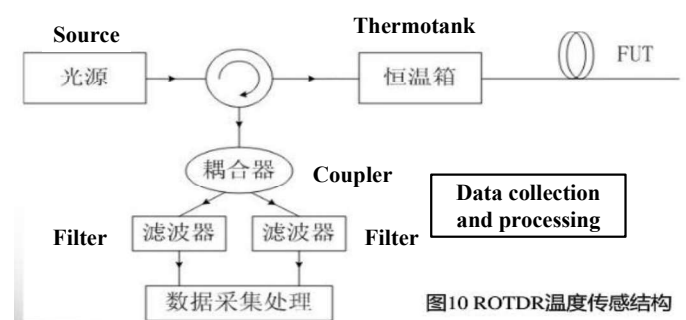 Source
Thermotank
光源
恒温箱
FUT
耦合器
Coupler
Data collection
and processing
Filter
滤波器
滤波器
Filter
数据采集处理
图10 ROTDR温度传感结构